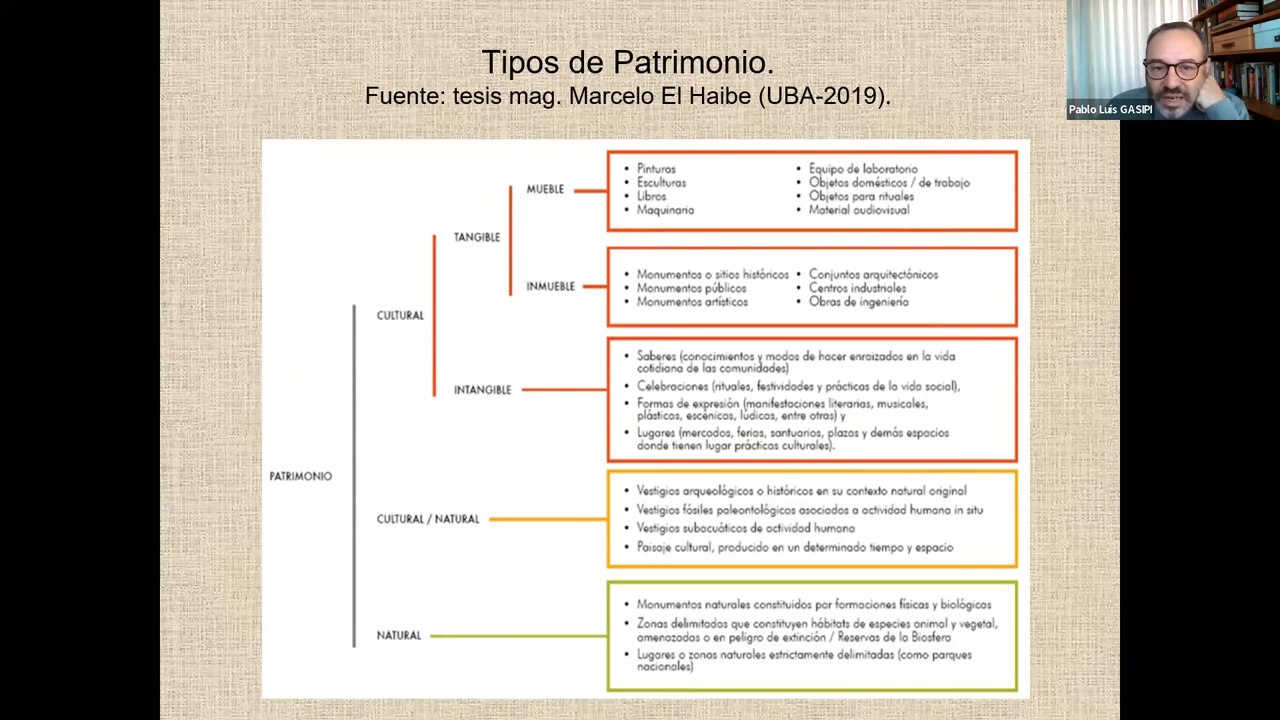 Tipos de Patrimonio.
Fuente: tesis mag. Marcelo El Haibe (UBA-2019).
Pablo Luis GASIPI
PATRIMONIO
CULTURAL
TANGIBLE
MUEBLE
• Pinturas
• Esculturas
• Libros
• Maquinaria
• Equipo de laboratorio
• Objetos domésticos / de trabajo
• Objetos para rituales
• Material audiovisual
INMUEBLE
• Monumentos o sitios históricos
• Monumentos públicos
• Monumentos artísticos
• Conjuntos arquitectónicos
• Centros industriales
• Obras de ingeniería
INTANGIBLE
• Saberes (conocimientos y modos de hacer enraizados en la vida
cotidiana de las comunidades)
• Celebraciones (rituales, festividades y prácticas de la vida social),
• Formas de expresión (manifestaciones literarias, musicales,
plásticas, escénicas, lúdicas, entre otras) y
• Lugares (mercados, ferias, santuarios, plazas y demás espacios
donde tienen lugar prácticas culturales).
CULTURAL / NATURAL
• Vestigios arqueológicos o históricos en su contexto natural original
• Vestigios fósiles paleontológicos asociados a actividad humana in situ
• Vestigios subacuáticos de actividad humana
• Paisaje cultural, producido en un determinado tiempo y espacio
NATURAL
• Monumentos naturales constituidos por formaciones físicas y biológicas
• Zonas delimitadas que constituyen hábitats de especies animal y vegetal,
amenazadas o en peligro de extinción / Reservas de la Biosfera
• Lugares o zonas naturales estrictamente delimitadas (como parques
nacionales)